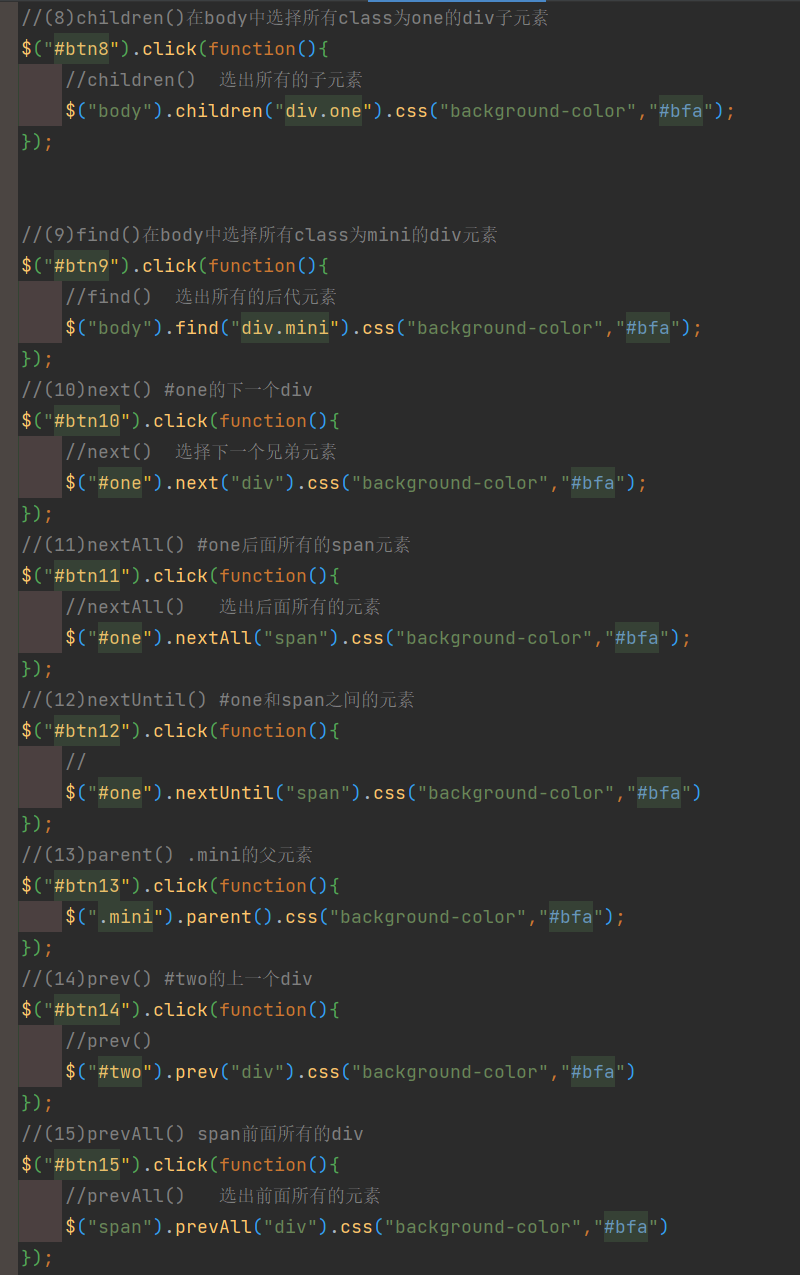 //(8)children()在body中选择所有class为one的div子元素
$("#btn8").click(function(){
    //children()  选出所有的子元素
    $("body").children("div.one").css("background-color","#bfa");
});
//(9)find()在body中选择所有class为mini的div元素
$("#btn9").click(function(){
    //find()  选出所有的后代元素
    $("body").find("div.mini").css("background-color","#bfa");
});
//(10)next() #one的下一个div
$("#btn10").click(function(){
    //next()  选择下一个兄弟元素
    $("#one").next("div").css("background-color","#bfa");
});
//(11)nextAll() #one后面所有的span元素
$("#btn11").click(function(){
    //nextAll()   选出后面所有的元素
    $("#one").nextAll("span").css("background-color","#bfa");
});
//(12)nextUntil() #one和span之间的元素
$("#btn12").click(function(){
    //
    $("#one").nextUntil("span").css("background-color","#bfa")
});
//(13)parent() .mini的父元素
$("#btn13").click(function(){
    $(".mini").parent().css("background-color","#bfa");
});
//(14)prev() #two的上一个div
$("#btn14").click(function(){
    //prev()
    $("#two").prev("div").css("background-color","#bfa")
});
//(15)prevAll() span前面所有的div
$("#btn15").click(function(){
    //prevAll()   选出前面所有的元素
    $("span").prevAll("div").css("background-color","#bfa")
});